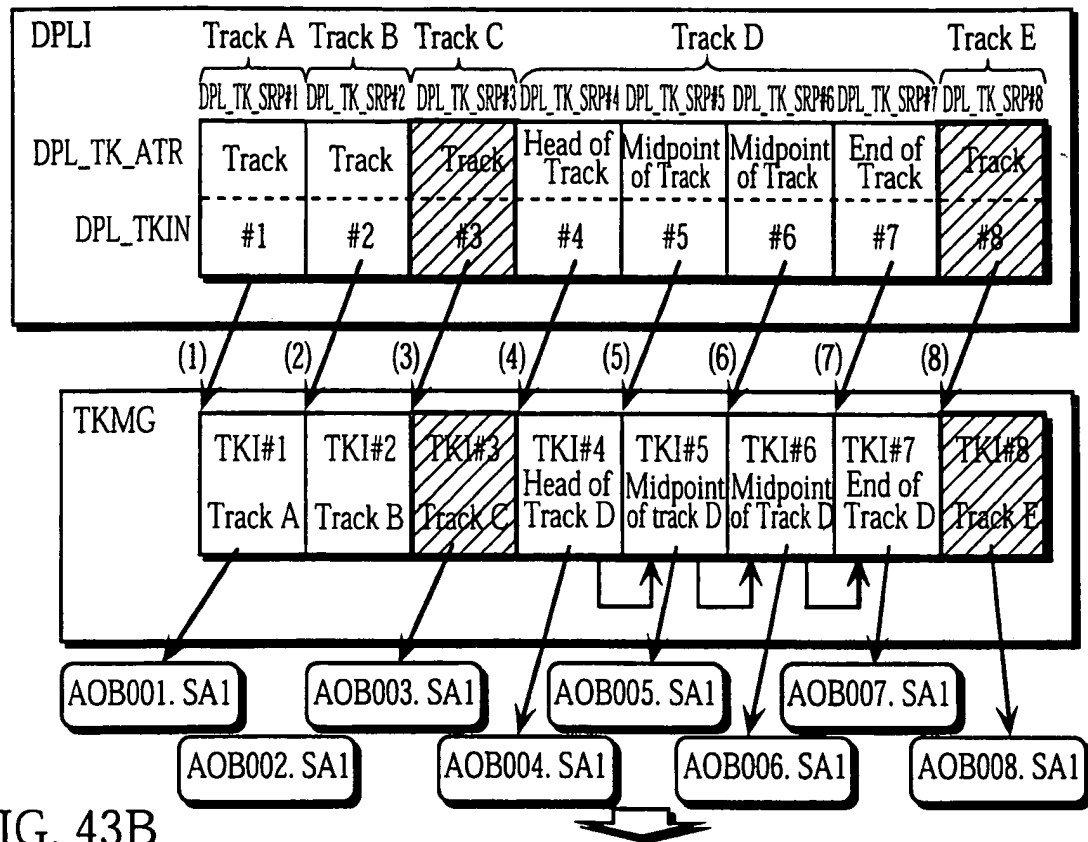 DPLI
Track A Track B Track C Track D Track E
DPL_TK_SRP#1 DPL_TK_SRP#2 DPL_TK_SRP#3 DPL_TK_SRP#4 DPL_TK_SRP#5 DPL_TK_SRP#6 DPL_TK_SRP#7 DPL_TK_SRP#8
DPL_TK_ATR
Track Track Track Head of Track Midpoint of Track Midpoint of Track End of Track Track
DPL_TKIN
#1 #2 #3 #4 #5 #6 #7 #8
(1) (2) (3) (4) (5) (6) (7) (8)
TKMG
TKI#1 TKI#2 TKI#3 TKI#4 TKI#5 TKI#6 TKI#7 TKI#8
Track A Track B Track C Head of Track D Midpoint of track D Midpoint of Track D End of Track D Track E
AOB001. SA1 AOB003. SA1 AOB005. SA1 AOB007. SA1
AOB002. SA1 AOB004. SA1 AOB006. SA1 AOB008. SA1
IG. 43B